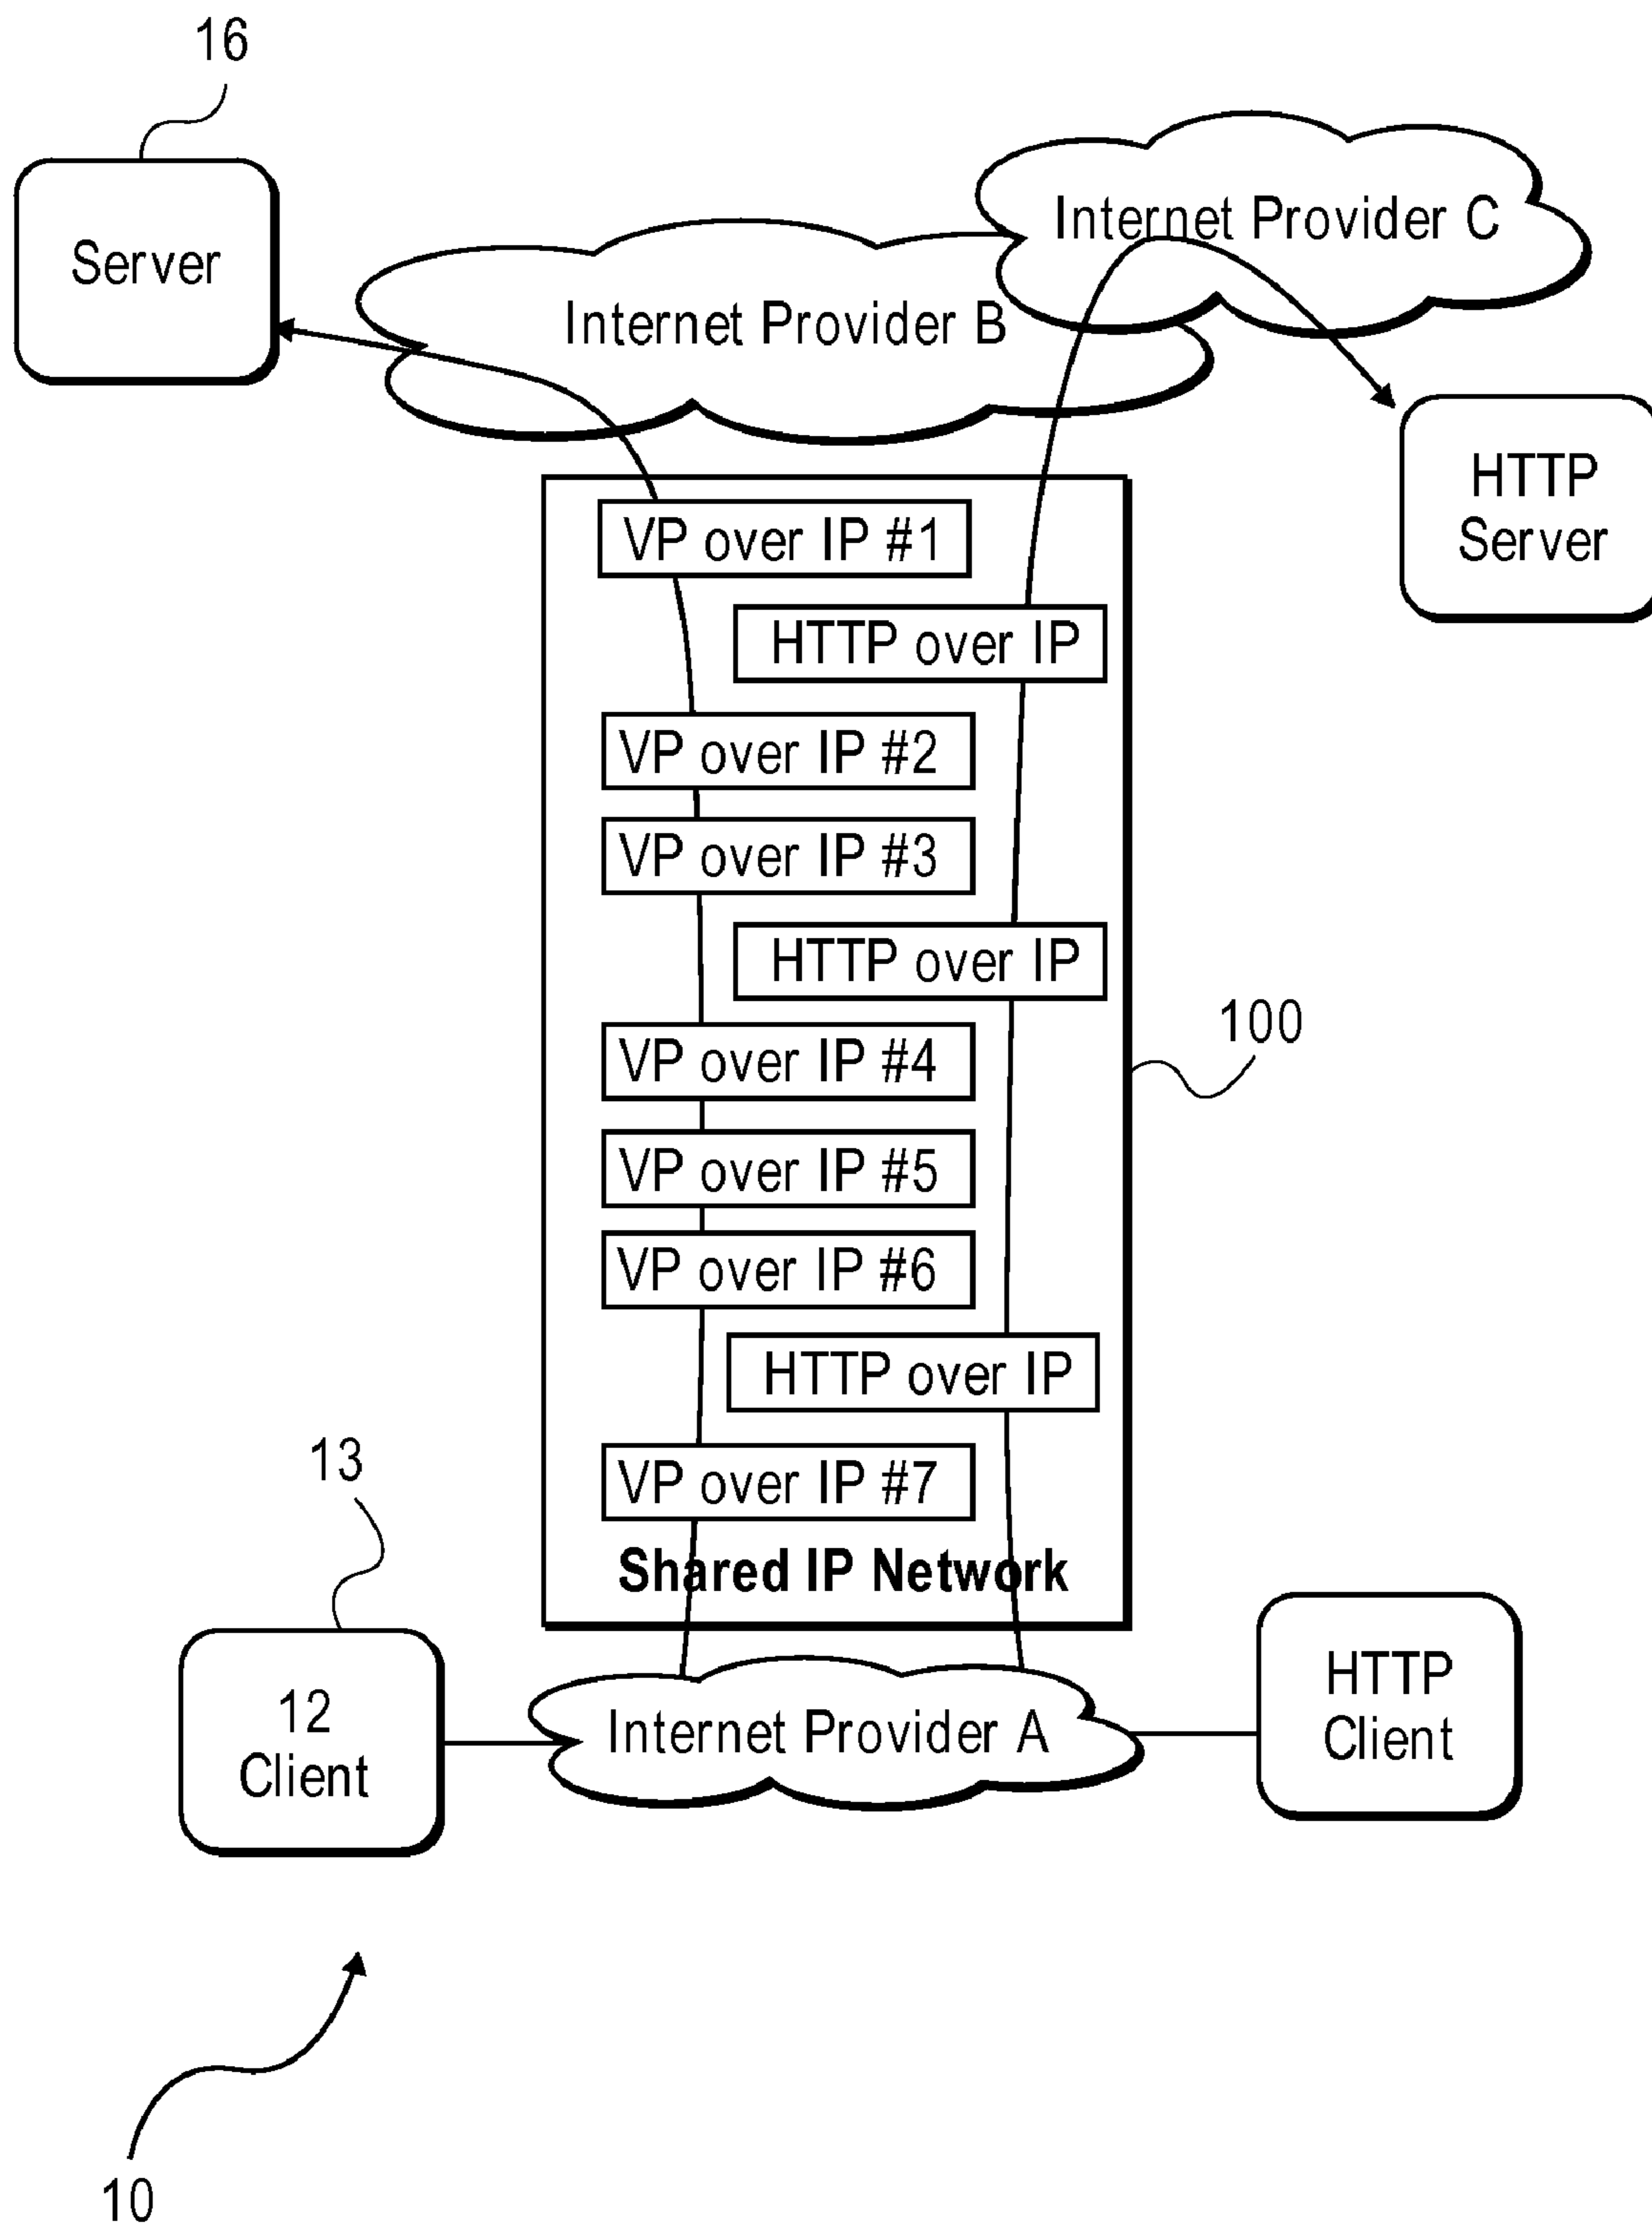 16
Server
Internet Provider C
Internet Provider B
HTTP
Server
VP over IP #1
HTTP over IP
VP over IP #2
VP over IP #3
HTTP over IP
100
VP over IP #4
VP over IP #5
VP over IP #6
HTTP over IP
13
VP over IP #7
Shared IP Network
12
Client
Internet Provider A
HTTP
Client
10